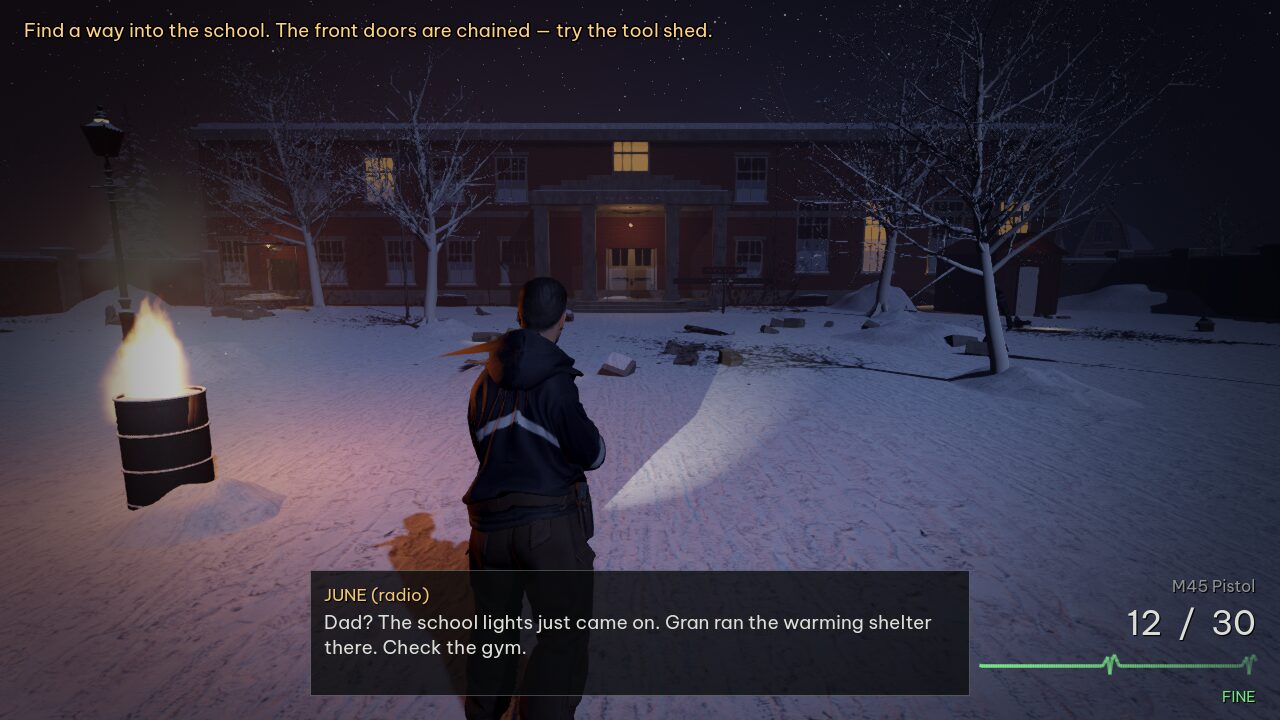 Find a way into the school. The front doors are chained — try the tool shed.
JUNE (radio)
Dad? The school lights just came on. Gran ran the warming shelter
there. Check the gym.
M45 Pistol
12 / 30
FINE